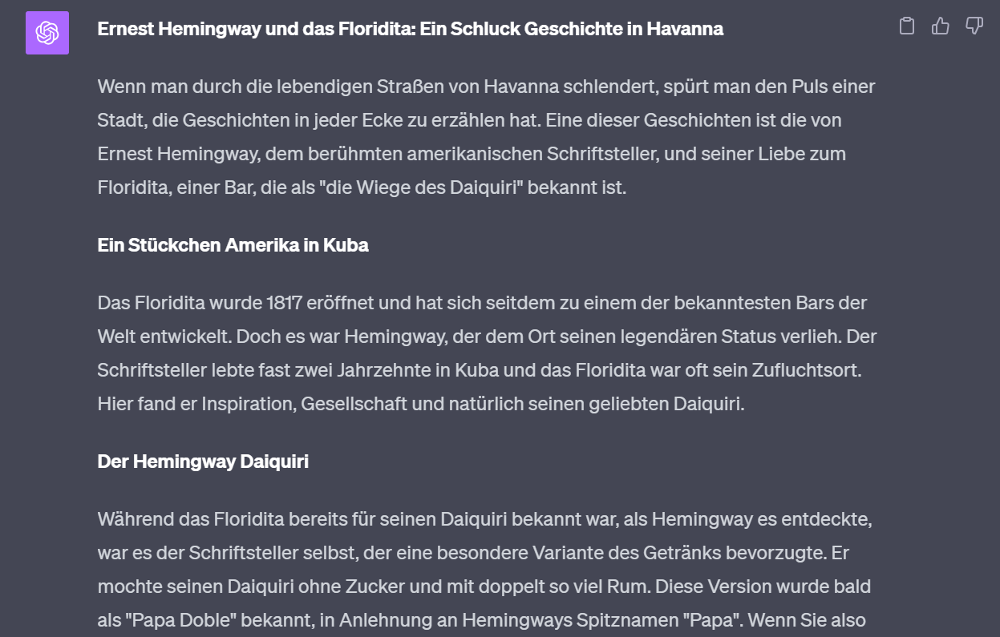 Ernest Hemingway und das Floridita: Ein Schluck Geschichte in Havanna
Wenn man durch die lebendigen Straßen von Havanna schlendert, spürt man den Puls einer
Stadt, die Geschichten in jeder Ecke zu erzählen hat. Eine dieser Geschichten ist die von
Ernest Hemingway, dem berühmten amerikanischen Schriftsteller, und seiner Liebe zum
Floridita, einer Bar, die als "die Wiege des Daiquiri" bekannt ist.
Ein Stückchen Amerika in Kuba
Das Floridita wurde 1817 eröffnet und hat sich seitdem zu einem der bekanntesten Bars der
Welt entwickelt. Doch es war Hemingway, der dem Ort seinen legendären Status verlieh. Der
Schriftsteller lebte fast zwei Jahrzehnte in Kuba und das Floridita war oft sein Zufluchtsort.
Hier fand er Inspiration, Gesellschaft und natürlich seinen geliebten Daiquiri.
Der Hemingway Daiquiri
Während das Floridita bereits für seinen Daiquiri bekannt war, als Hemingway es entdeckte,
war es der Schriftsteller selbst, der eine besondere Variante des Getränks bevorzugte. Er
mochte seinen Daiquiri ohne Zucker und mit doppelt so viel Rum. Diese Version wurde bald
als "Papa Doble" bekannt, in Anlehnung an Hemingways Spitznamen "Papa". Wenn Sie also